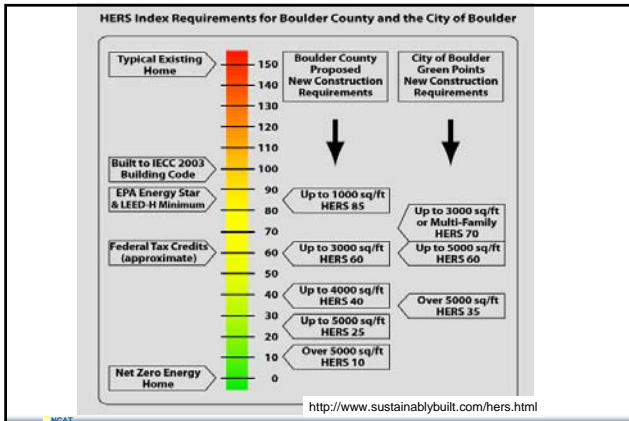 HERS Index Requirements for Boulder County and the City of Boulder
Typical Existing
Home
Built to IECC 2003
Building Code
EPA Energy Star
& LEED-H Minimum
Federal Tax Credits
(approximate)
Net Zero Energy
Home
150
140
130
120
110
100
90
80
70
60
50
40
30
20
10
0
Boulder County
Proposed
New Construction
Requirements
Up to 1000 sq/ft
HERS 85
Up to 3000 sq/ft
HERS 60
Up to 4000 sq/ft
HERS 40
Up to 5000 sq/ft
HERS 25
Over 5000 sq/ft
HERS 10
City of Boulder
Green Points
New Construction
Requirements
Up to 3000 sq/ft
or Multi-Family
HERS 70
Up to 5000 sq/ft
HERS 60
Over 5000 sq/ft
HERS 35
http://www.sustainablybuilt.com/hers.html
NCAT